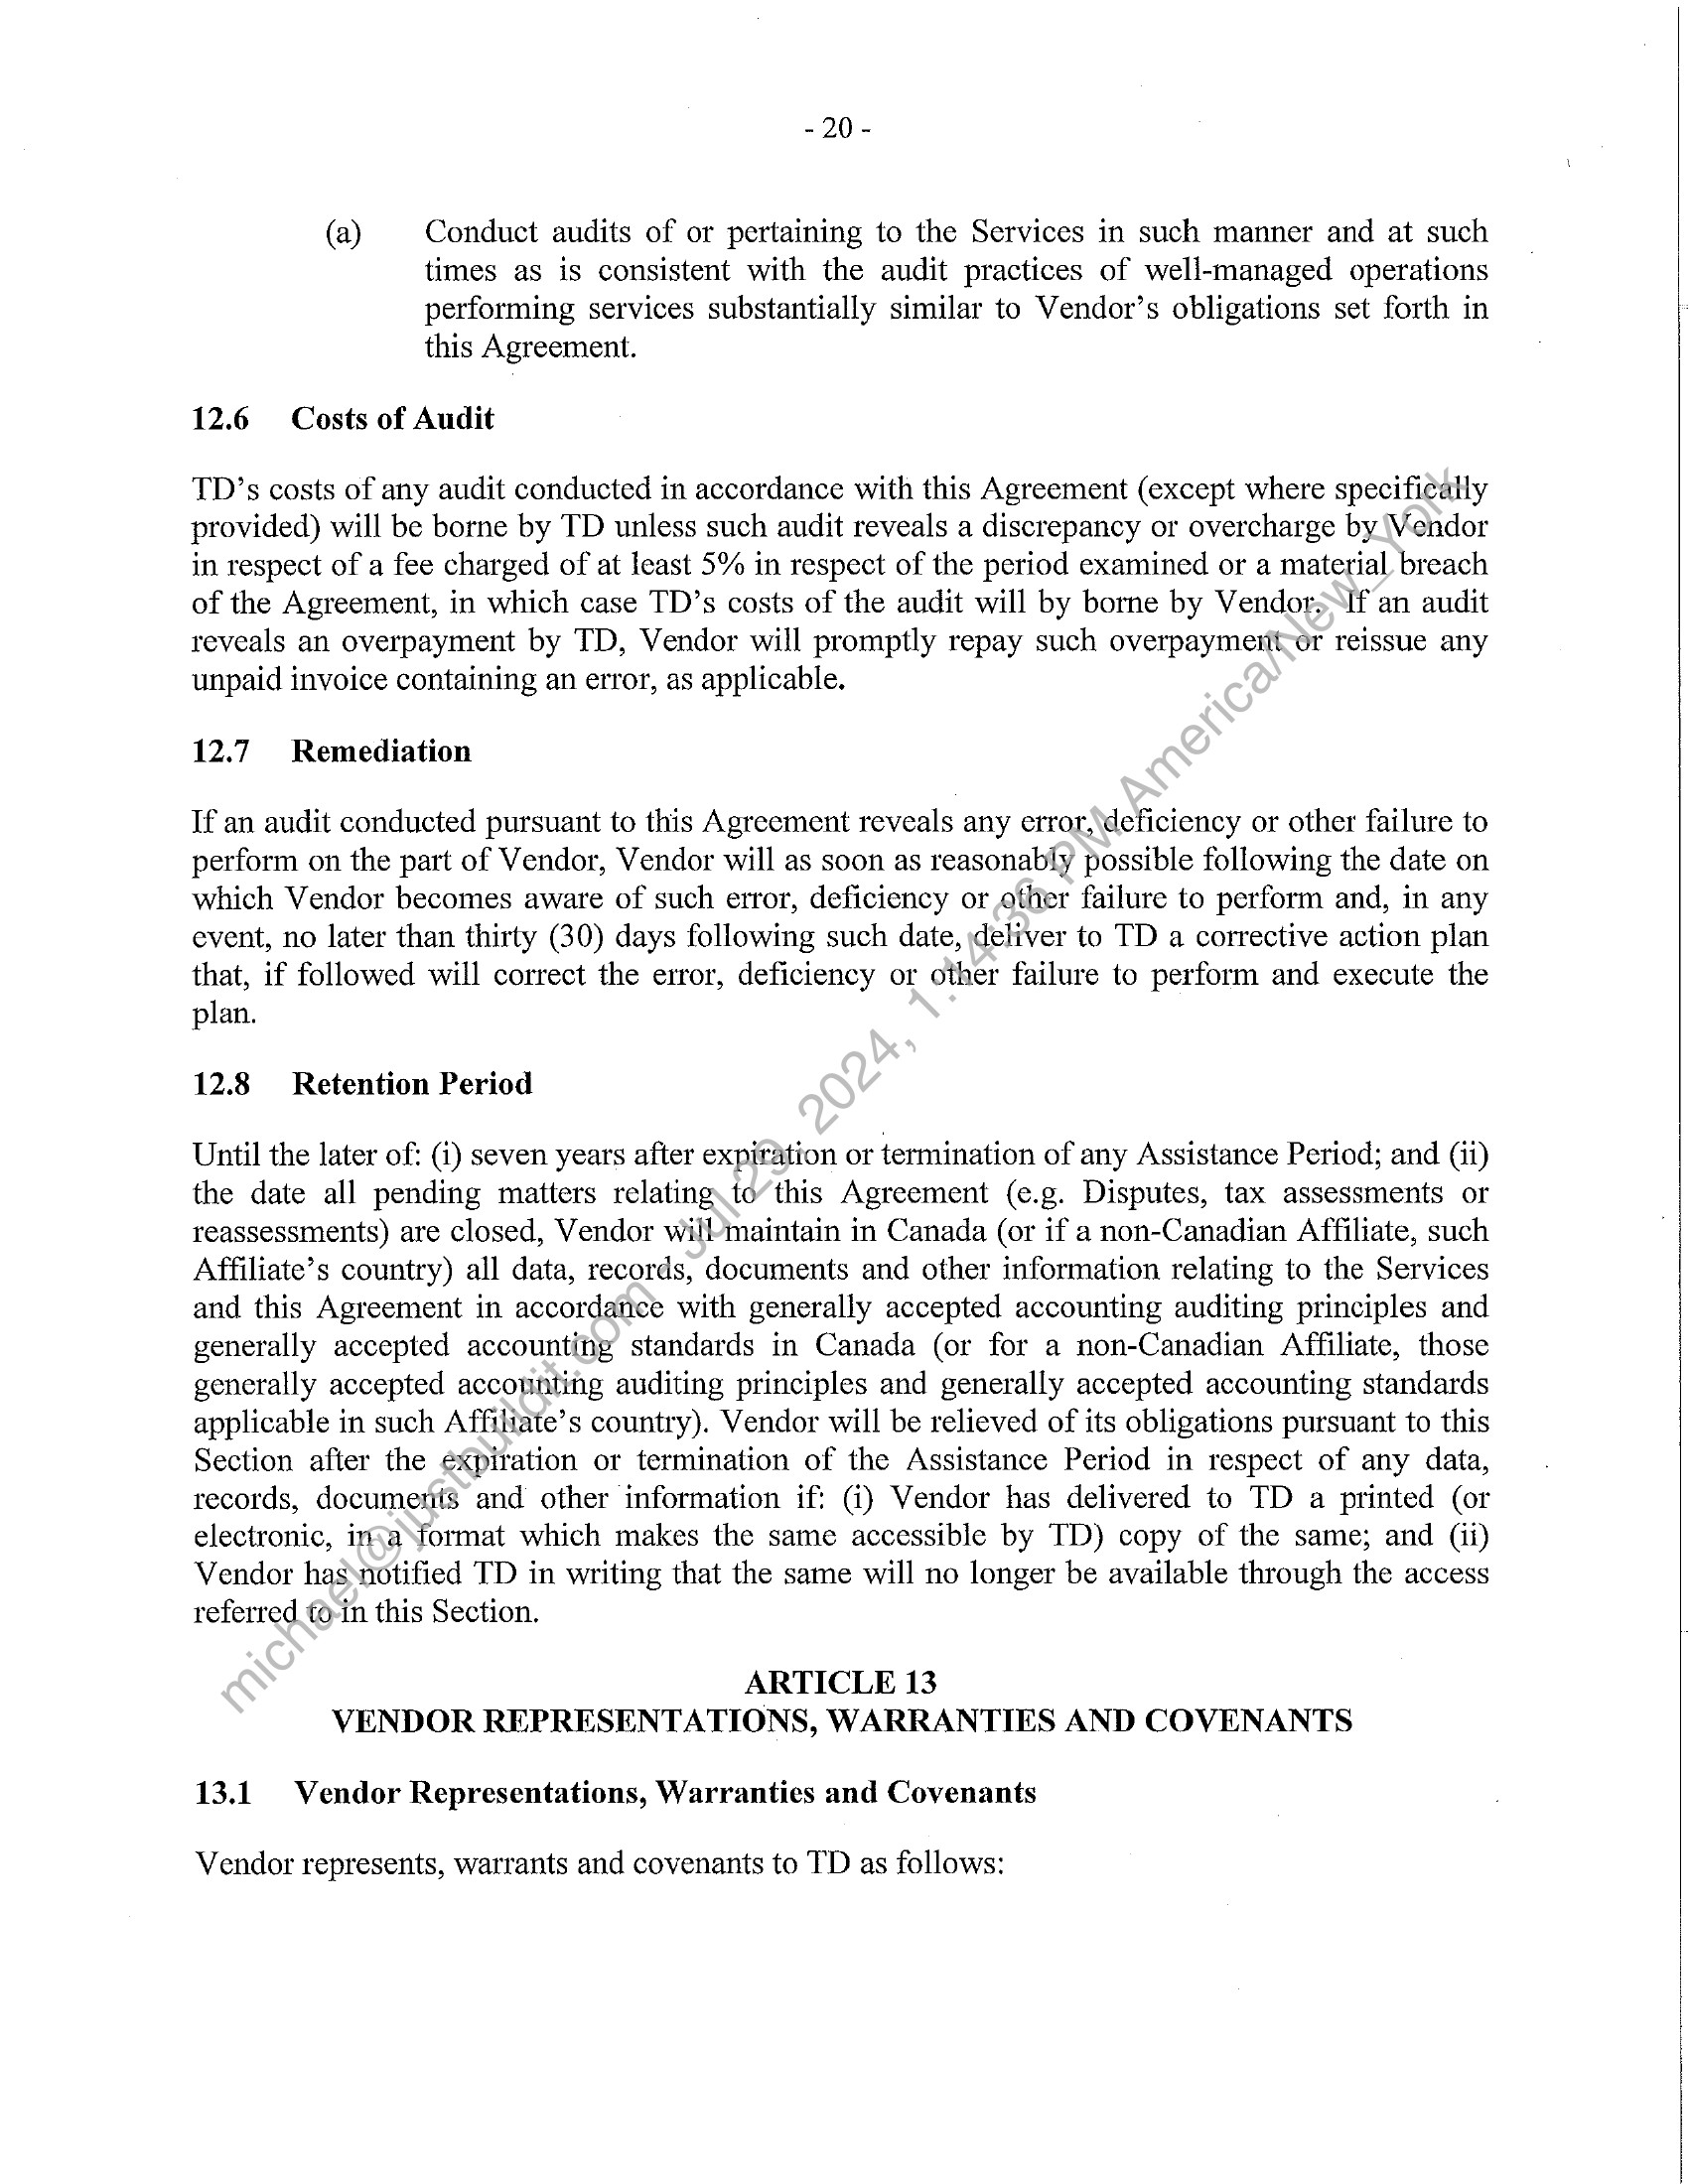 - 20 -
(a) Conduct audits of or pertaining to the Services in such manner and at such
times as is consistent with the audit practices of well-managed operations
performing services substantially similar to Vendor's obligations set forth in
this Agreement.
12.6 Costs of Audit
TD's costs of any audit conducted in accordance with this Agreement (except where specifically
provided) will be borne by TD unless such audit reveals a discrepancy or overcharge by Vendor
in respect of a fee charged of at least 5% in respect of the period examined or a material breach
of the Agreement, in which case TD's costs of the audit will by borne by Vendor. If an audit
reveals an overpayment by TD, Vendor will promptly repay such overpayment or reissue any
unpaid invoice containing an error, as applicable.
12.7 Remediation
If an audit conducted pursuant to this Agreement reveals any error, deficiency or other failure to
perform on the part of Vendor, Vendor will as soon as reasonably possible following the date on
which Vendor becomes aware of such error, deficiency or other failure to perform and, in any
event, no later than thirty (30) days following such date, deliver to TD a corrective action plan
that, if followed will correct the error, deficiency or other failure to perform and execute the
plan.
12.8 Retention Period
Until the later of: (i) seven years after expiration or termination of any Assistance Period; and (ii)
the date all pending matters relating to this Agreement (e.g. Disputes, tax assessments or
reassessments) are closed, Vendor will maintain in Canada (or if a non-Canadian Affiliate, such
Affiliate's country) all data, records, documents and other information relating to the Services
and this Agreement in accordance with generally accepted accounting auditing principles and
generally accepted accounting standards in Canada (or for a non-Canadian Affiliate, those
generally accepted accounting auditing principles and generally accepted accounting standards
applicable in such Affiliate's country). Vendor will be relieved of its obligations pursuant to this
Section after the expiration or termination of the Assistance Period in respect of any data,
records, documents and other information if: (i) Vendor has delivered to TD a printed (or
electronic, in a format which makes the same accessible by TD) copy of the same; and (ii)
Vendor has notified TD in writing that the same will no longer be available through the access
referred to in this Section.
ARTICLE 13
VENDOR REPRESENTATIONS, WARRANTIES AND COVENANTS
13.1 Vendor Representations, Warranties and Covenants
Vendor represents, warrants and covenants to TD as follows:
michael@justbuildit.com - Jul 29, 2024, 1:14:36 PM America/New_York